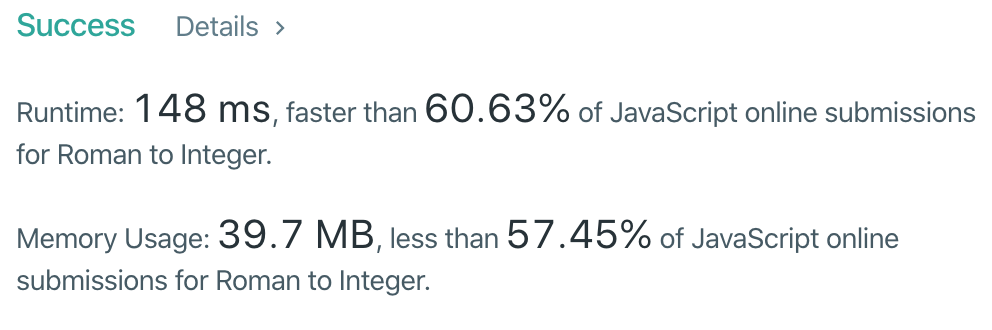 Success Details >
Runtime: 148 ms, faster than 60.63% of JavaScript online submissions
for Roman to Integer.
Memory Usage: 39.7 MB, less than 57.45% of JavaScript online
submissions for Roman to Integer.